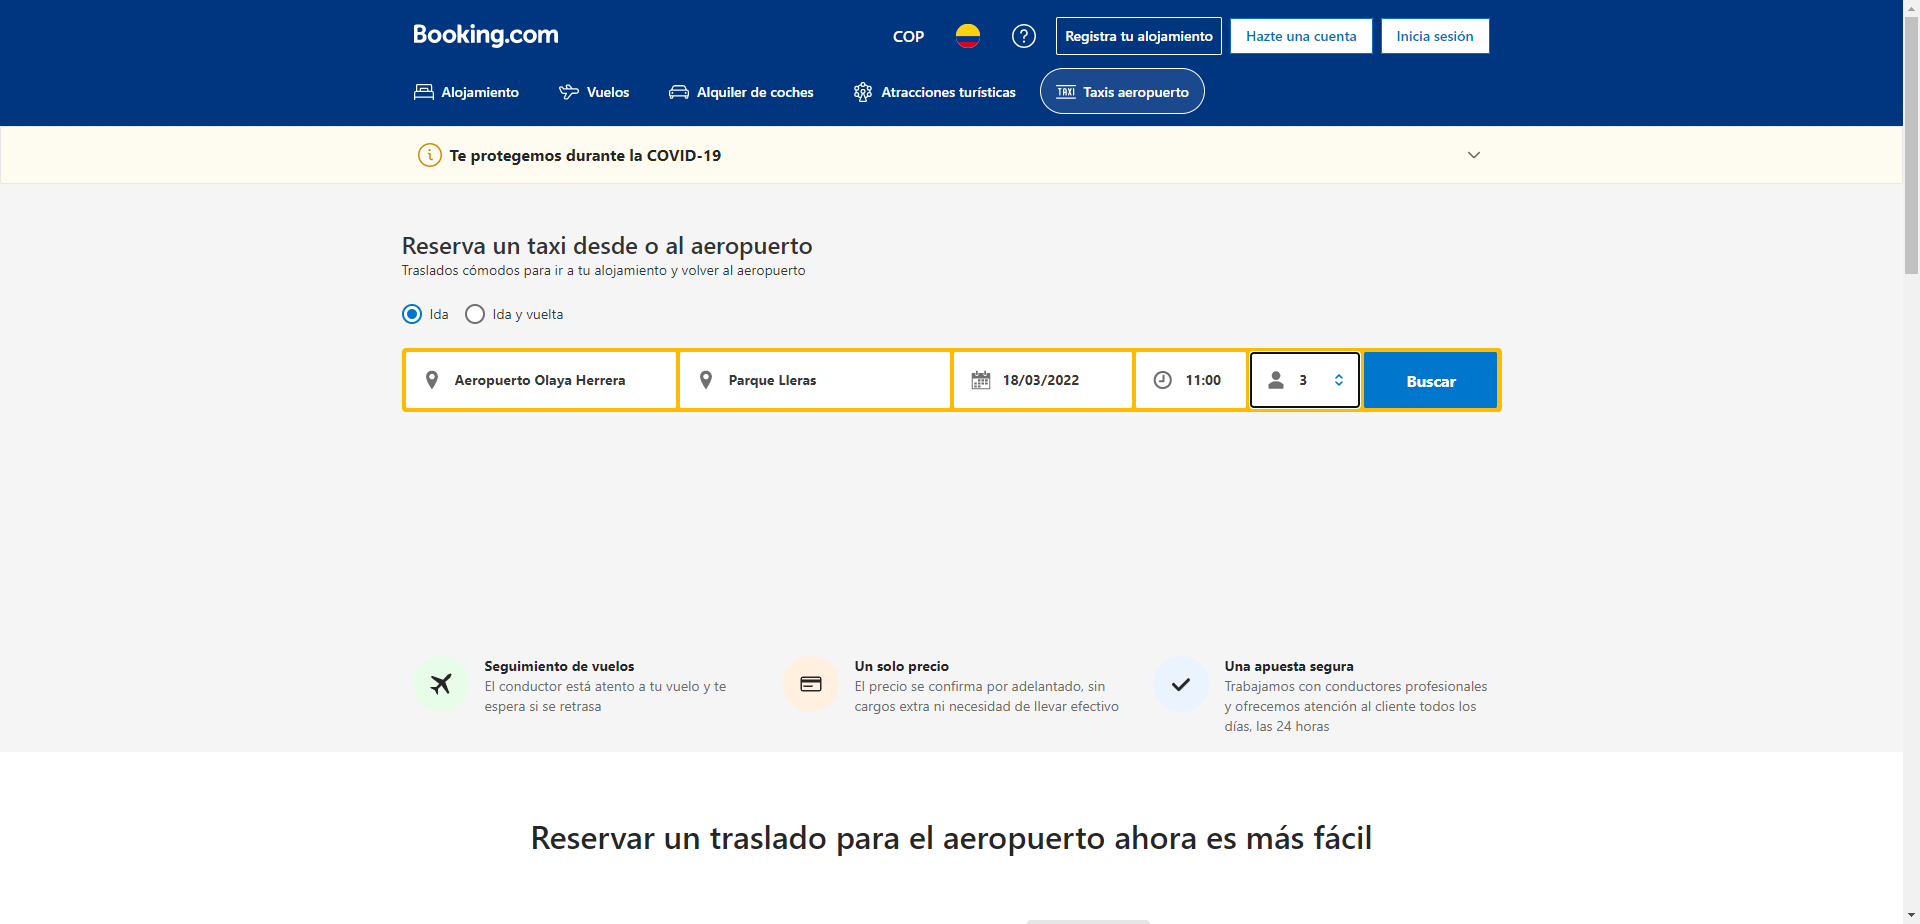 Booking.com
COP
Registra tu alojamiento
Hazte una cuenta
Inicia sesión
Alojamiento
Vuelos
Alquiler de coches
Atracciones turísticas
TAXI Taxis aeropuerto
Te protegemos durante la COVID-19
Reserva un taxi desde o al aeropuerto
Traslados cómodos para ir a tu alojamiento y volver al aeropuerto
Ida
Ida y vuelta
Aeropuerto Olaya Herrera
Parque Lleras
18/03/2022
11:00
3
Buscar
Seguimiento de vuelos
El conductor está atento a tu vuelo y te
espera si se retrasa
Un solo precio
El precio se confirma por adelantado, sin
cargos extra ni necesidad de llevar efectivo
Una apuesta segura
Trabajamos con conductores profesionales
y ofrecemos atención al cliente todos los
días, las 24 horas
Reservar un traslado para el aeropuerto ahora es más fácil